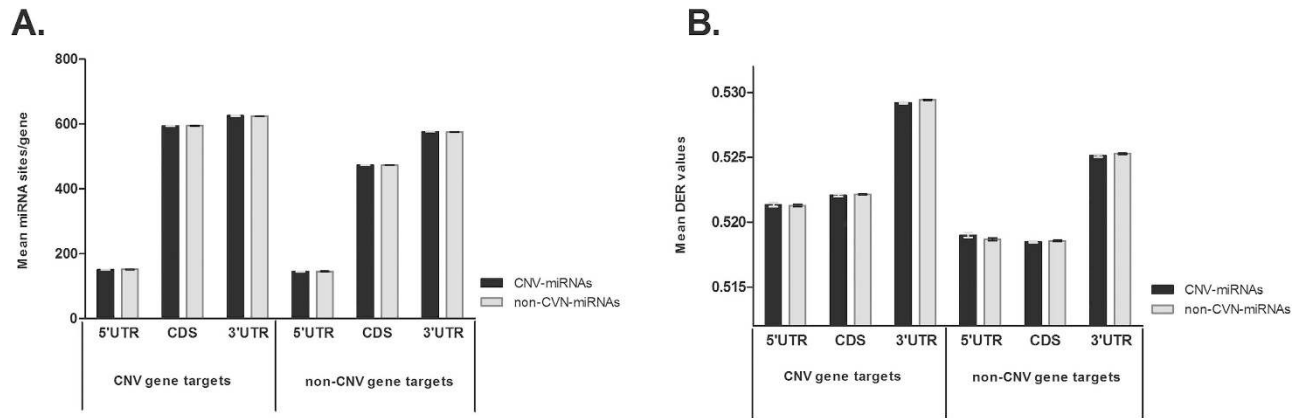 A.
Mean miRNA sites/gene
800
600
400
200
0
5'UTR CDS 3'UTR 5'UTR CDS 3'UTR
CNV gene targets non-CNV gene targets
CNV-miRNAs
non-CVN-miRNAs
B.
Mean DER values
0.530
0.525
0.520
0.515
5'UTR CDS 3'UTR 5'UTR CDS 3'UTR
CNV gene targets non-CNV gene targets
CNV-miRNAs
non-CVN-miRNAs